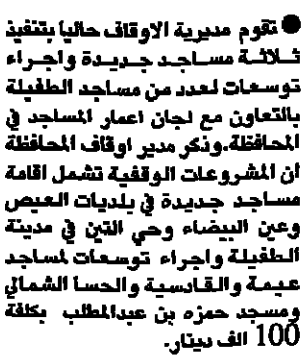 ● تقوم مديرية الاوقاف حاليا بتنفيذ
ثلاثة مساجد جديدة واجراء
توسعات لعدد من مساجد الطفيلة
بالتعاون مع لجان اعمار المساجد في
المحافظة.وذكر مدير اوقاف المحافظة
ان المشروعات الوقفية تشمل اقامة
مساجد جديدة في بلديات العيص
وعين البيضاء وحي التين في مدينة
الطفيلة واجراء توسعات لمساجد
عيمة والقادسية والحسا الشمالي
ومسجد حمزه بن عبدالمطلب بكلفة
100 الف دينار.